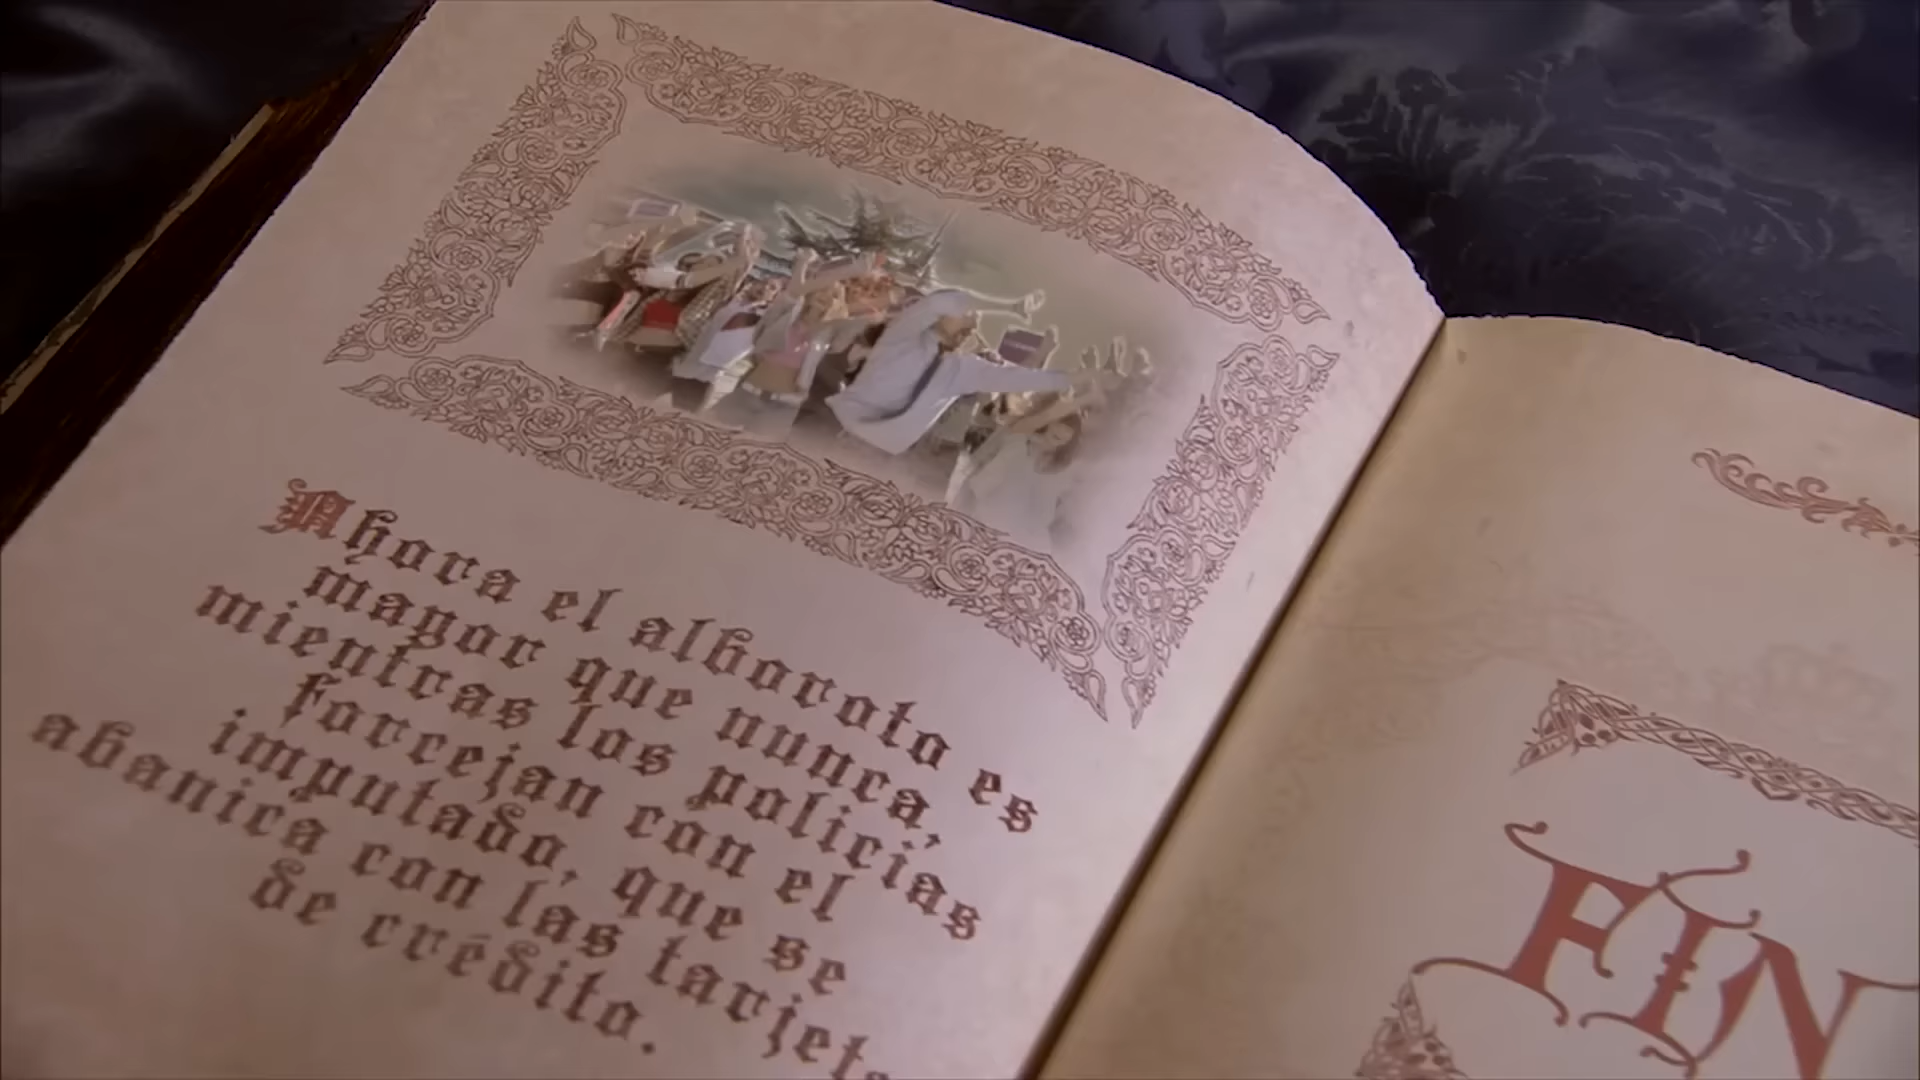 Ahora el alboroto es
mayor que nunca,
mientras los policías
forcejan con el
imputado, que se
abanica con las tarjeta
de crédito.
FIN